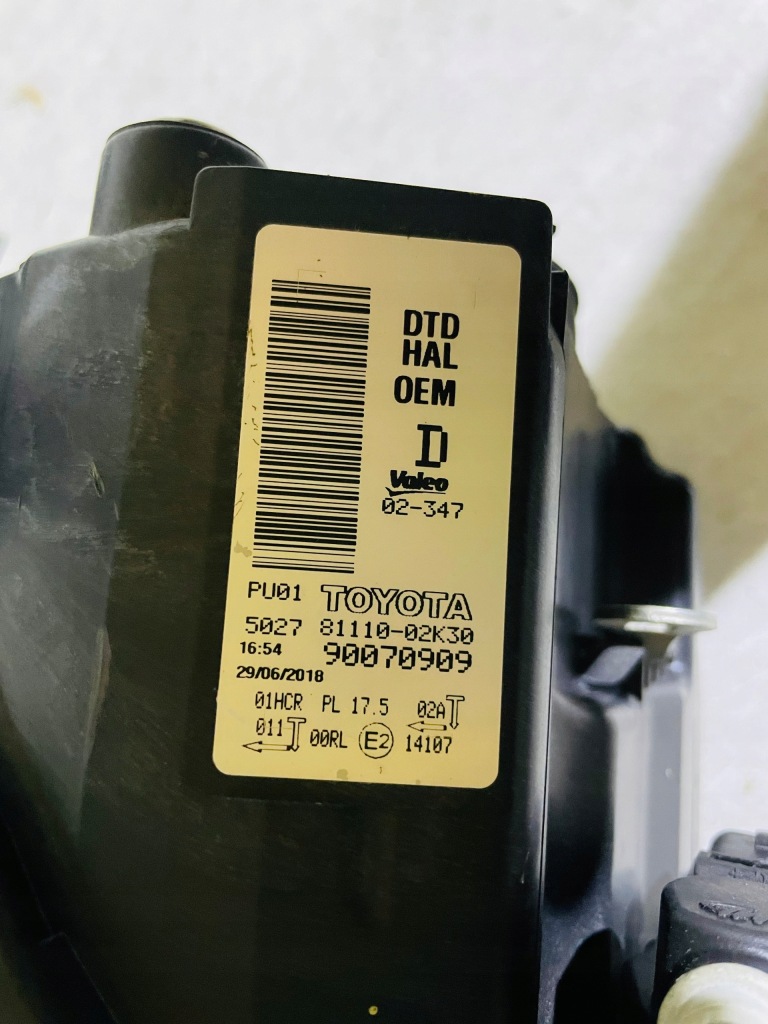 DTD
HAL
OEM
D
Valeo
02-347
PU01 TOYOTA
5027 81110-02K30
16:54 90070909
29/06/2018
01HCR PL 17.5 02A
011 00RL E2 14107